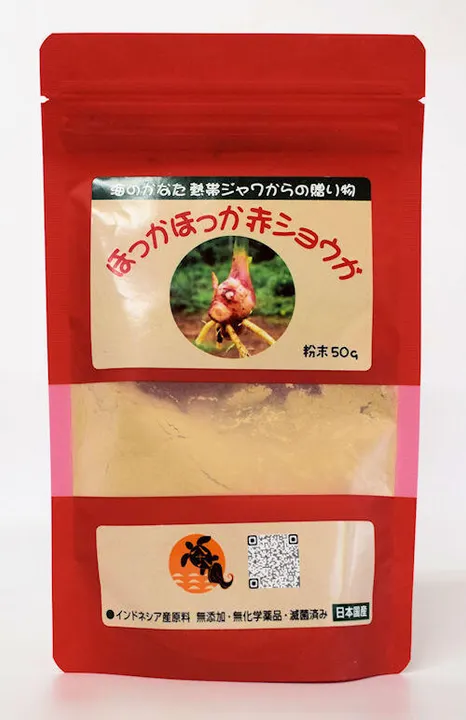 海のかなた 熱帯ジャワからの贈り物
ほっかほっか赤ショウガ
粉末50g
●インドネシア産原料 無添加・無化学薬品・滅菌済み 日本国産